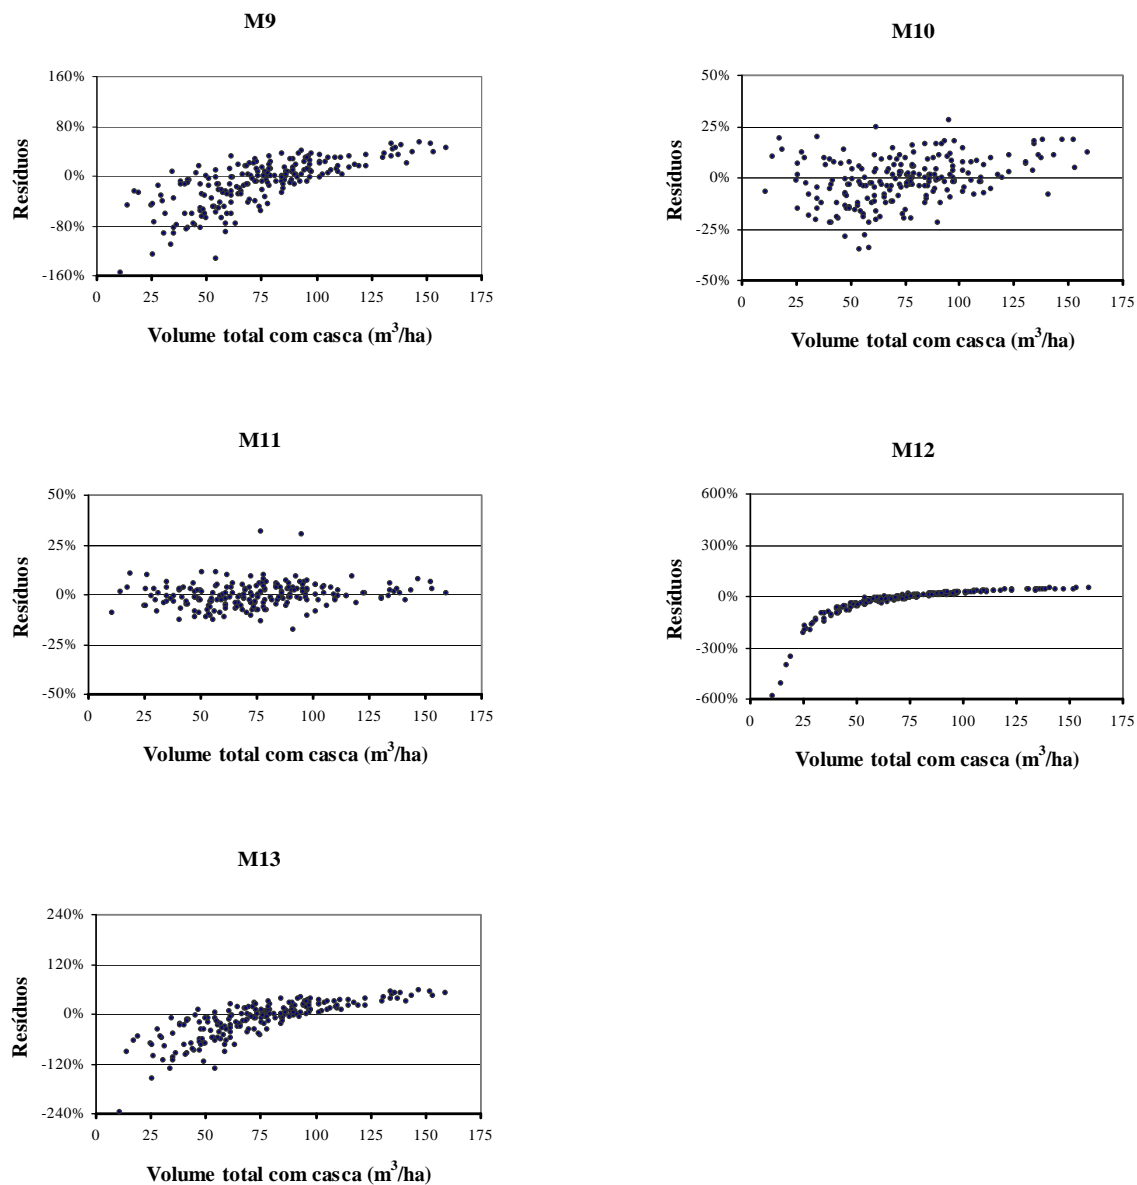 M9
160%
80%
0%
-80%
-160%
0 25 50 75 100 125 150 175
Resíduos
Volume total com casca (m³/ha)
M10
50%
25%
0%
-25%
-50%
0 25 50 75 100 125 150 175
Resíduos
Volume total com casca (m³/ha)
M11
50%
25%
0%
-25%
-50%
0 25 50 75 100 125 150 175
Resíduos
Volume total com casca (m³/ha)
M12
600%
300%
0%
-300%
-600%
0 25 50 75 100 125 150 175
Resíduos
Volume total com casca (m³/ha)
M13
240%
120%
0%
-120%
-240%
0 25 50 75 100 125 150 175
Resíduos
Volume total com casca (m³/ha)